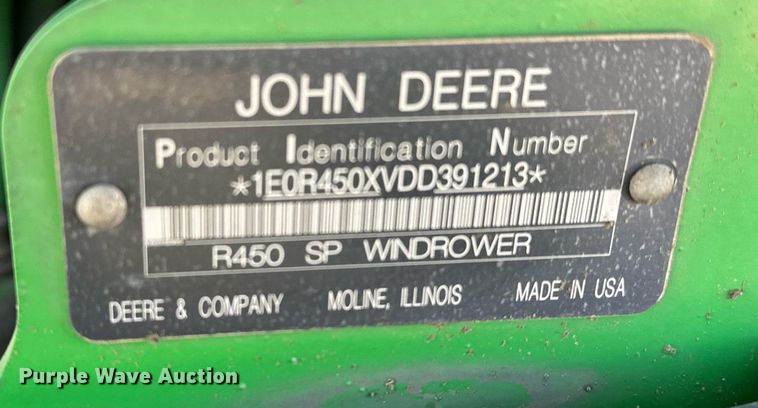 JOHN DEERE
Product Identification Number
*1E0R450XVDD391213*
R450 SP WINDROWER
DEERE & COMPANY MOLINE, ILLINOIS MADE IN USA
Purple Wave Auction